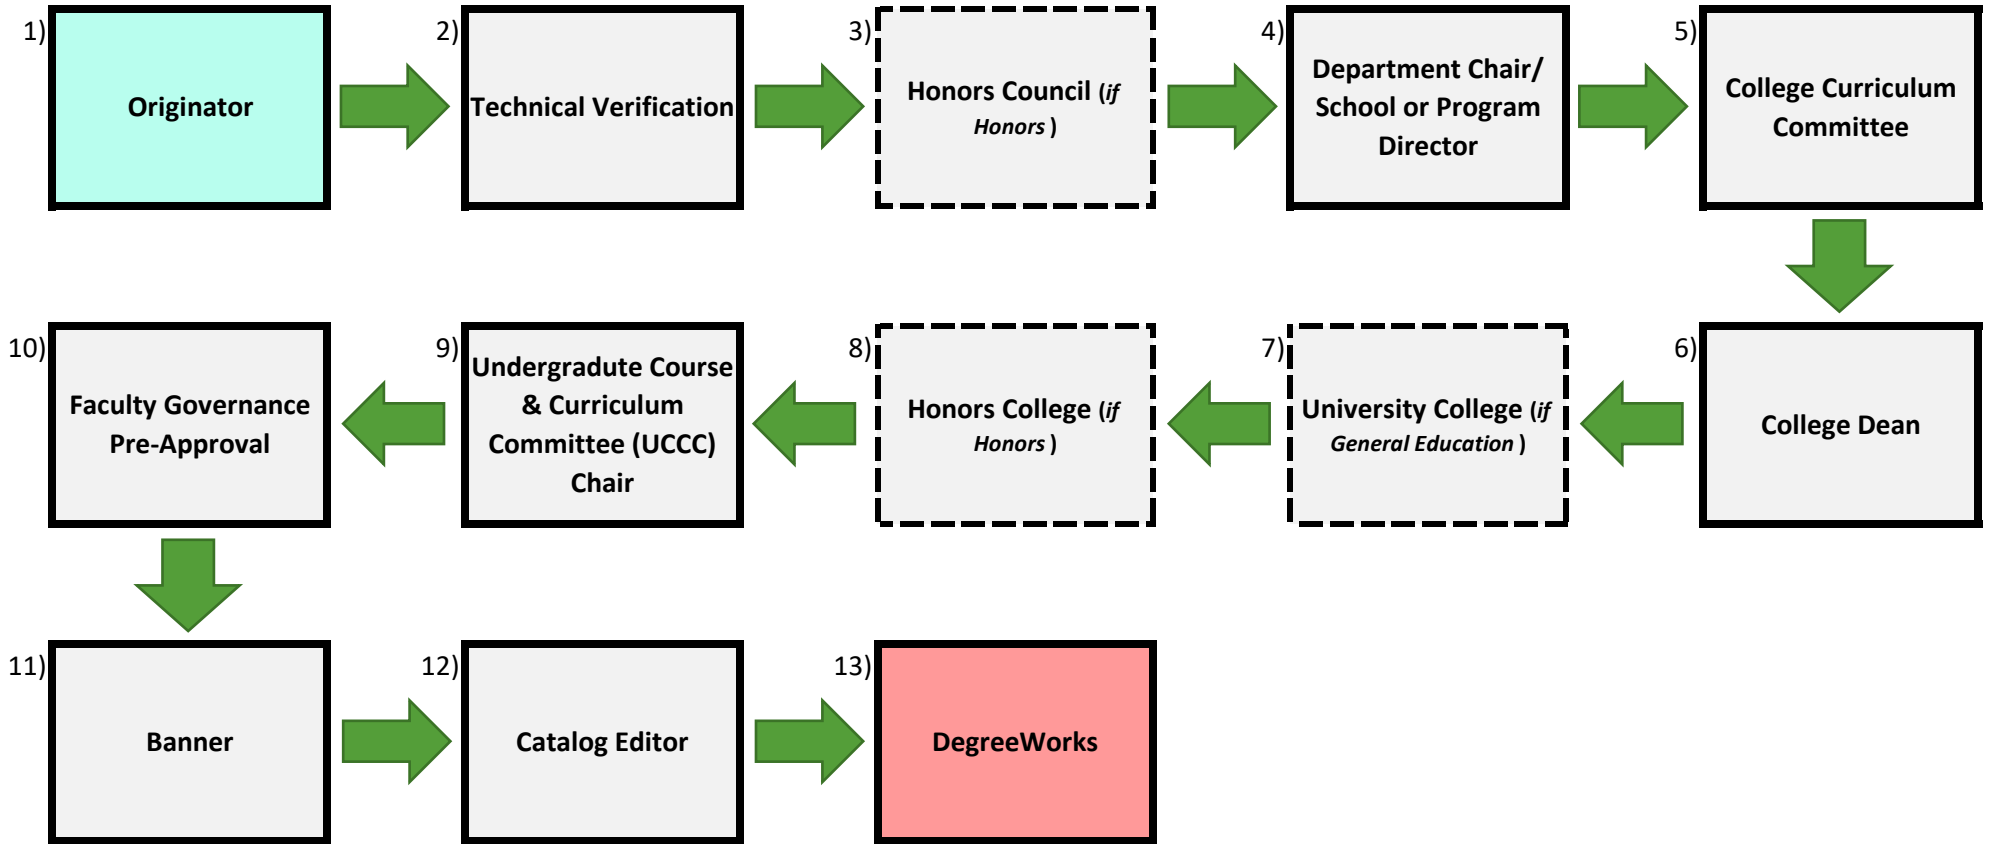 1)
Originator
2)
Technical Verification
3)
Honors Council (if
Honors )
4)
Department Chair/
School or Program
Director
5)
College Curriculum
Committee
6)
College Dean
7)
University College (if
General Education )
8)
Honors College (if
Honors )
9)
Undergradute Course
& Curriculum
Committee (UCCC)
Chair
10)
Faculty Governance
Pre-Approval
11)
Banner
12)
Catalog Editor
13)
DegreeWorks